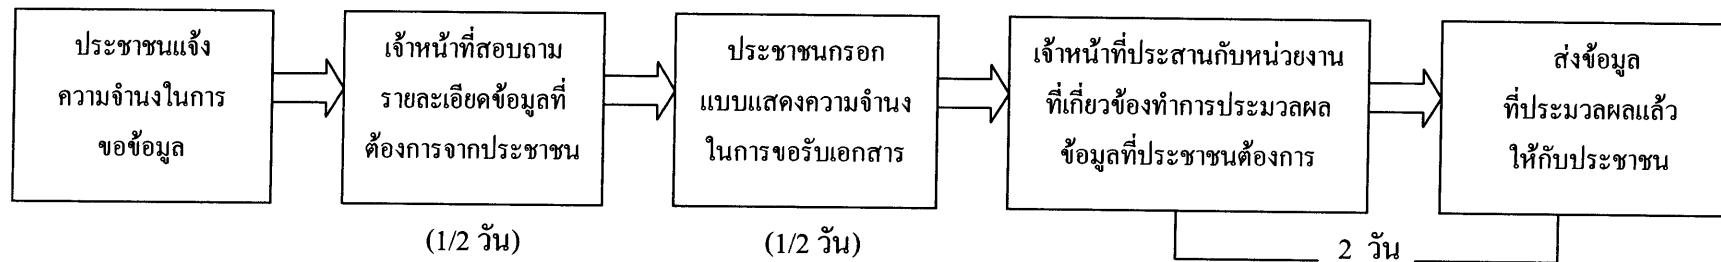 ประชาชนแจ้ง
ความจำนงในการ
ขอข้อมูล
เจ้าหน้าที่สอบถาม
รายละเอียดข้อมูลที่
ต้องการจากประชาชน
(1/2 วัน)
ประชาชนกรอก
แบบแสดงความจำนง
ในการขอรับเอกสาร
(1/2 วัน)
เจ้าหน้าที่ประสานกับหน่วยงาน
ที่เกี่ยวข้องทำการประมวลผล
ข้อมูลที่ประชาชนต้องการ
ส่งข้อมูล
ที่ประมวลผลแล้ว
ให้กับประชาชน
2 วัน